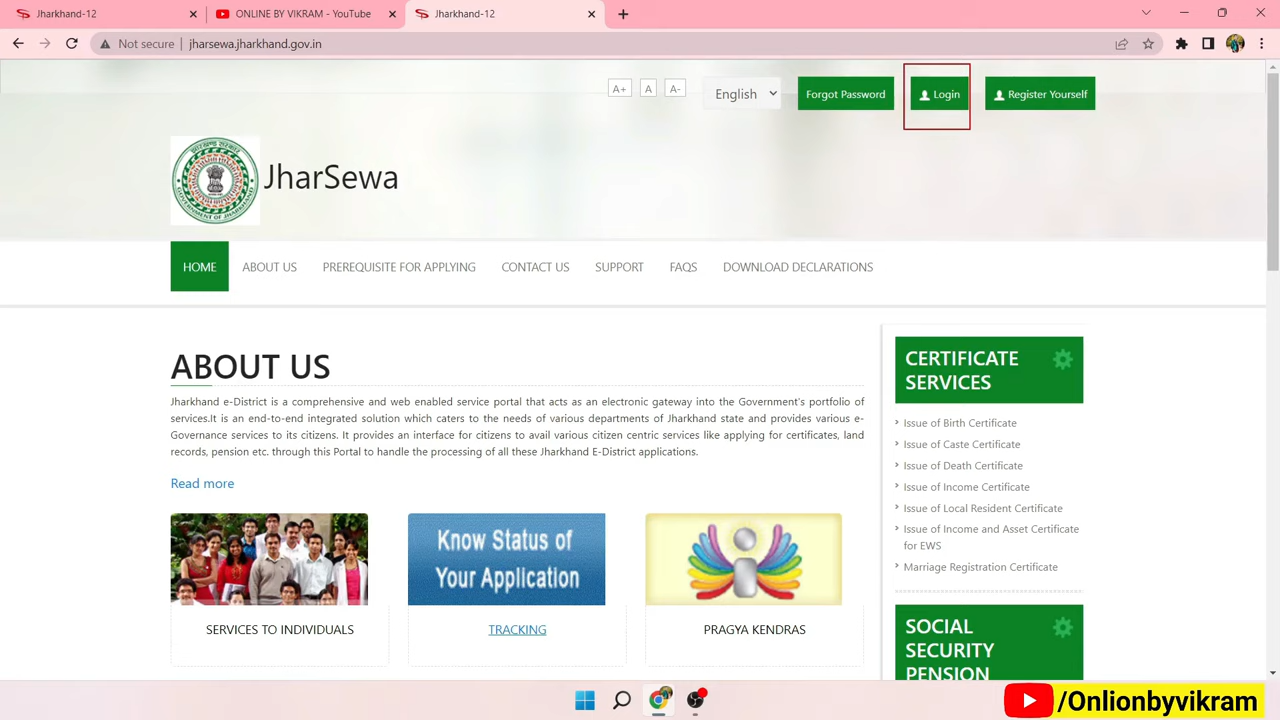 Jharkhand-12
ONLINE BY VIKRAM - YouTube
Jharkhand-12
Not secure
jharsewa.jharkhand.gov.in
A+
A
A-
English
Forgot Password
Login
Register Yourself
JharSewa
HOME
ABOUT US
PREREQUISITE FOR APPLYING
CONTACT US
SUPPORT
FAQS
DOWNLOAD DECLARATIONS
ABOUT US
Jharkhand e-District is a comprehensive and web enabled service portal that acts as an electronic gateway into the Government's portfolio of
services.It is an end-to-end integrated solution which caters to the needs of various departments of Jharkhand state and provides various e-
Governance services to its citizens. It provides an interface for citizens to avail various citizen centric services like applying for certificates, land
records, pension etc. through this Portal to handle the processing of all these Jharkhand E-District applications.
Read more
Know Status of
Your Application
SERVICES TO INDIVIDUALS
TRACKING
PRAGYA KENDRAS
CERTIFICATE
SERVICES
Issue of Birth Certificate
Issue of Caste Certificate
Issue of Death Certificate
Issue of Income Certificate
Issue of Local Resident Certificate
Issue of Income and Asset Certificate
for EWS
Marriage Registration Certificate
SOCIAL
SECURITY
PENSION
/Onlionbyvikram